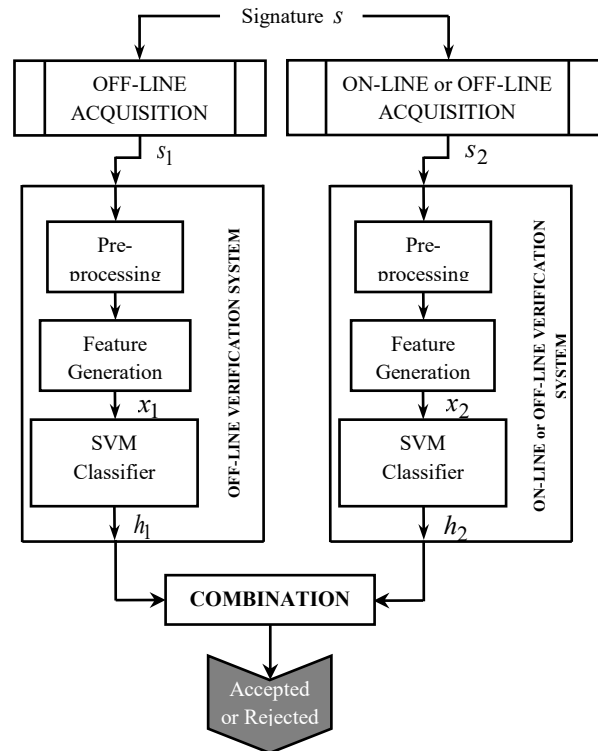 Signature s
OFF-LINE
ACQUISITION
ON-LINE or OFF-LINE
ACQUISITION
s1
s2
Pre-
processing
Feature
Generation
x1
SVM
Classifier
h1
OFF-LINE VERIFICATION SYSTEM
Pre-
processing
Feature
Generation
x2
SVM
Classifier
h2
ON-LINE or OFF-LINE VERIFICATION
SYSTEM
COMBINATION
Accepted
or Rejected